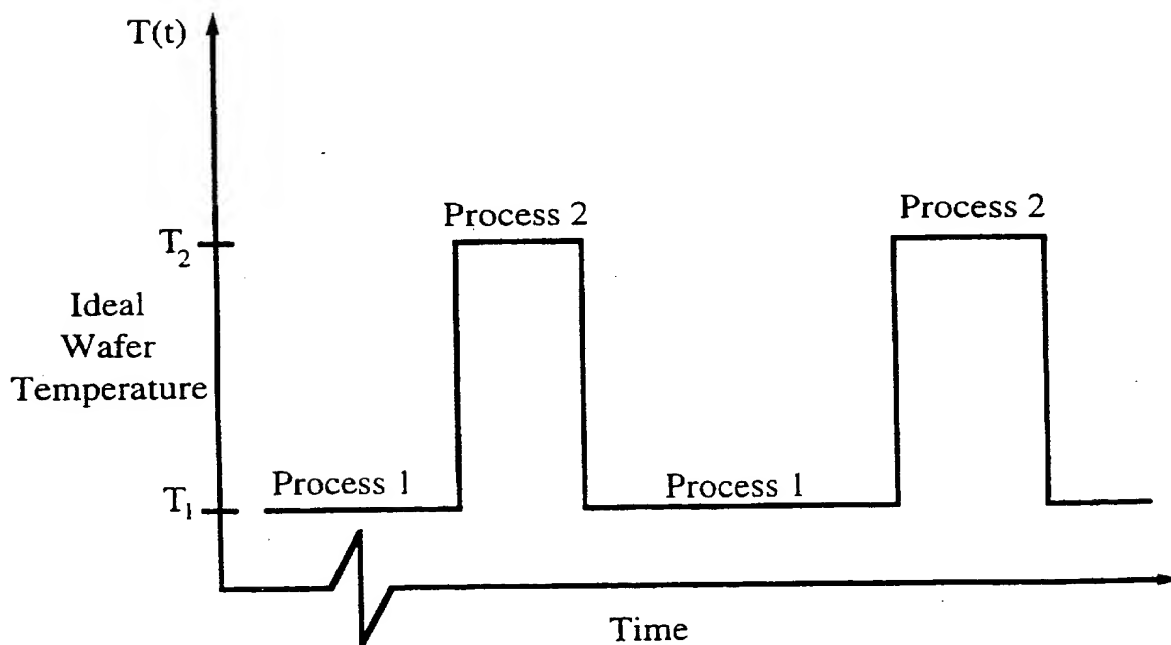 T(t)
Process 2
Process 2
T₂
Ideal
Wafer
Temperature
Process 1
Process 1
T₁
Time